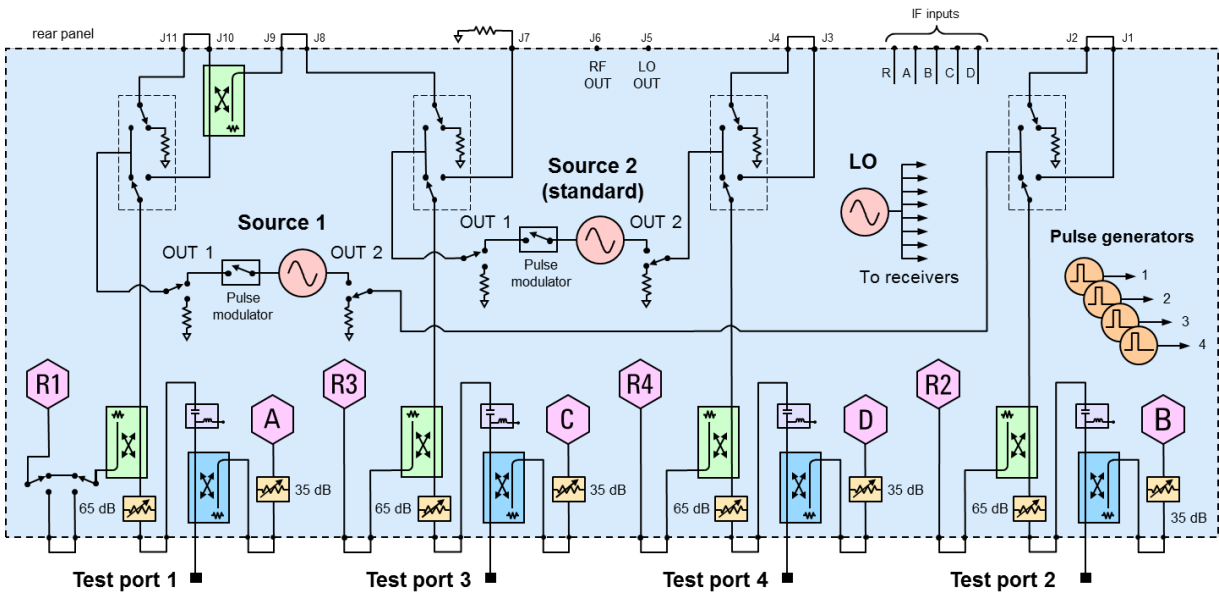 IF inputs
rear panel
J11
J10
J9
J8
J7
J6
J5
J4
J3
J2
J1
RF
OUT
LO
OUT
R
A
B
C
D
Source 2
(standard)
LO
Source 1
OUT 1
OUT 2
Pulse
modulator
OUT 1
OUT 2
Pulse
modulator
To receivers
Pulse generators
1
2
3
4
R1
A
R3
C
R4
D
R2
B
65 dB
35 dB
65 dB
35 dB
65 dB
35 dB
65 dB
35 dB
Test port 1
Test port 3
Test port 4
Test port 2